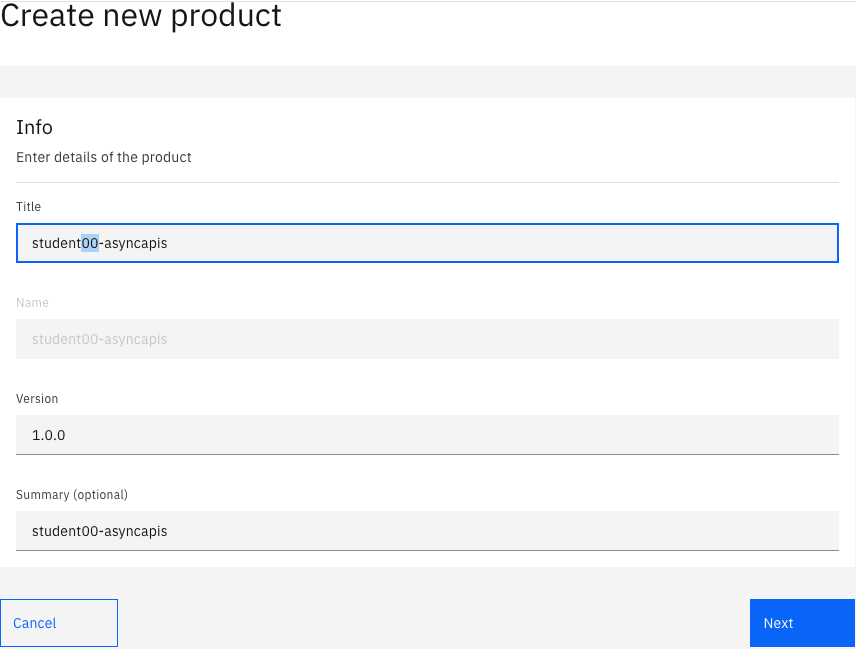 Create new product
Info
Enter details of the product
Title
student00-asyncapis
Name
student00-asyncapis
Version
1.0.0
Summary (optional)
student00-asyncapis
Cancel
Next